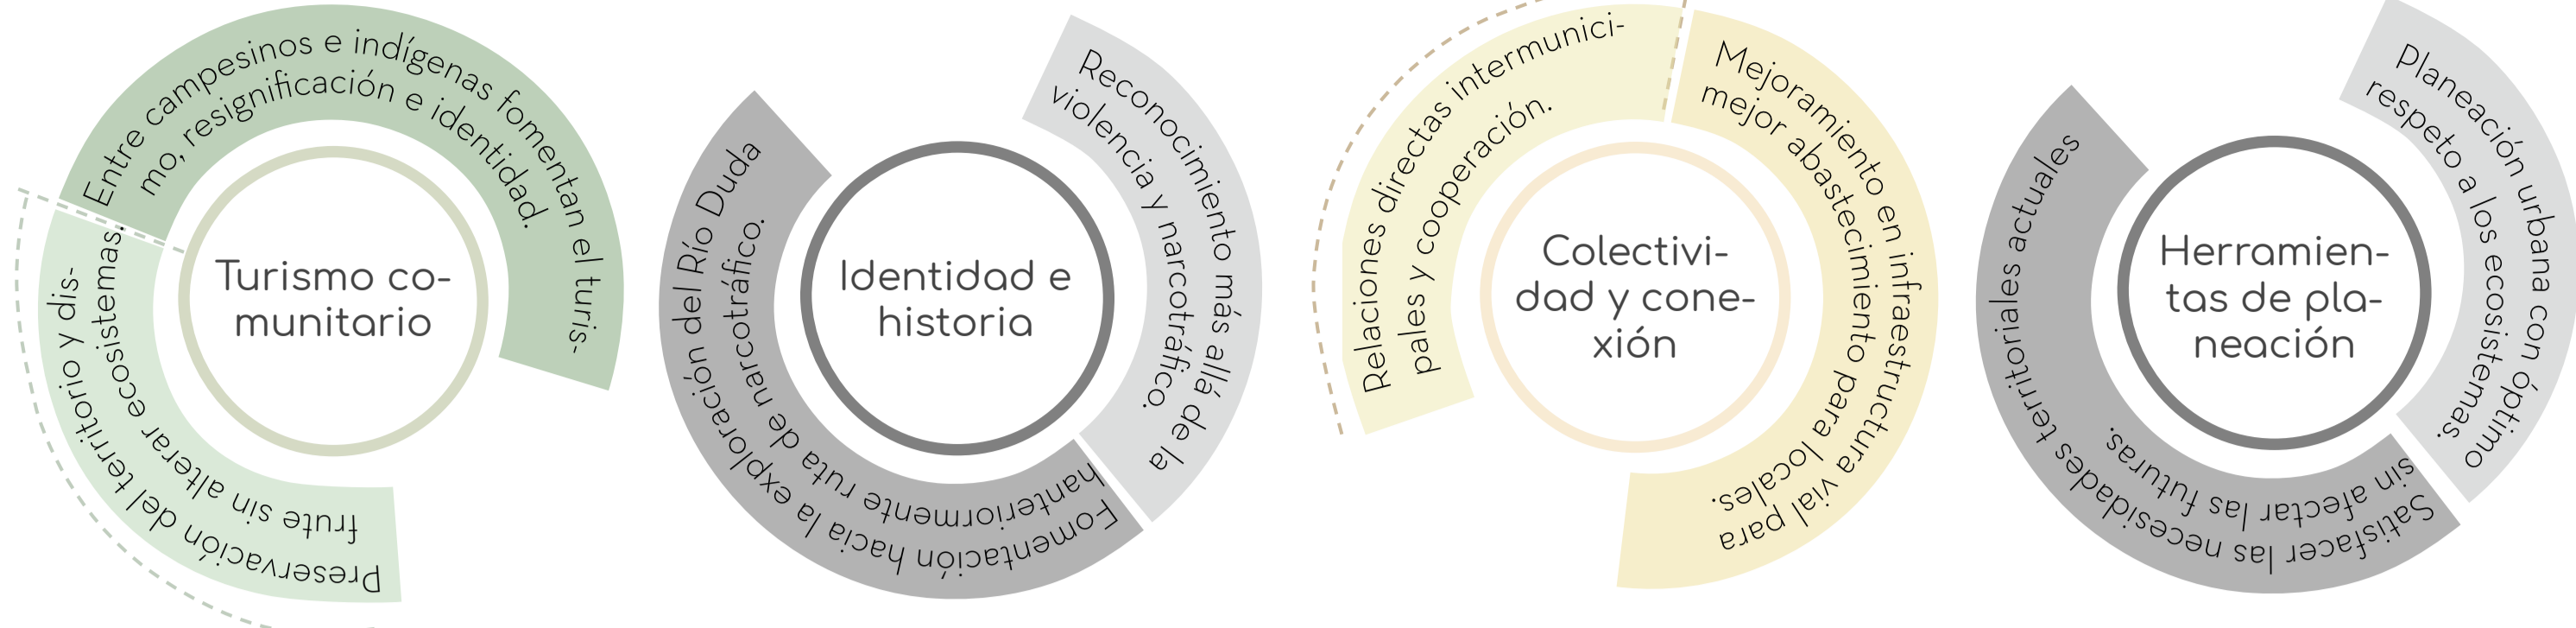 Entre campesinos e indígenas fomentan el turis-
mo, resignificación e identidad.
Preservación del territorio y dis-
frute sin alterar ecosistemas.
Turismo co-
munitario
Reconocimiento más allá de la
violencia y narcotráfico.
Fomentación hacia la exploración del Río Duda
hanteriormente ruta de narcotráfico.
Identidad e
historia
Relaciones directas intermunici-
pales y cooperación.
Mejoramiento en infraestructura vial para
mejor abastecimiento para locales.
Colectivi-
dad y cone-
xión
Planeación urbana con óptimo
respeto a los ecosistemas.
Satisfacer las necesidades territoriales actuales
sin afectar las futuras.
Herramien-
tas de pla-
neación